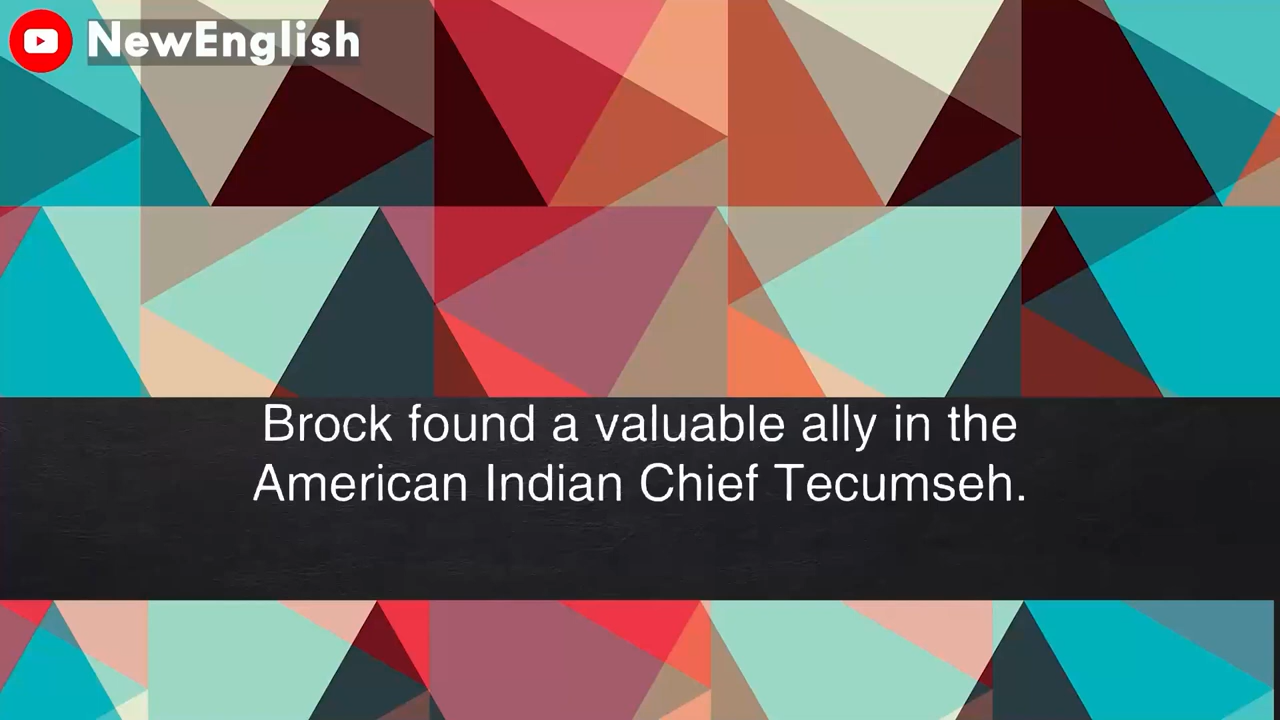 NewEnglish
Brock found a valuable ally in the
American Indian Chief Tecumseh.